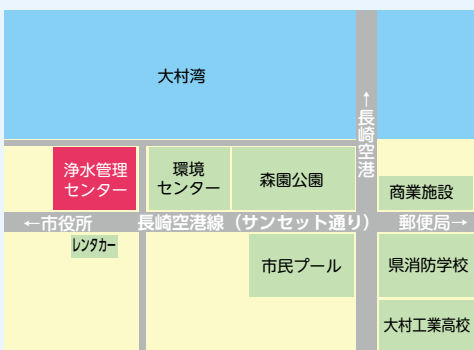 大村湾
↑長崎空港
浄水管理
センター
環境
センター
森園公園
商業施設
←市役所
長崎空港線（サンセット通り）
郵便局→
レンタカー
市民プール
県消防学校
大村工業高校